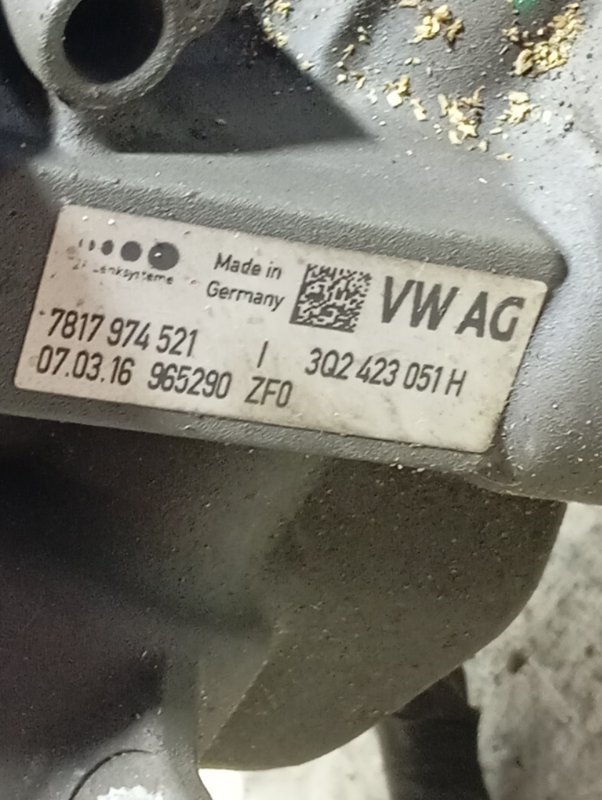 ZF Lenksysteme
Made in
Germany
VW AG
7817 974 521 I 3Q2 423 051 H
07.03.16 965290 ZF0